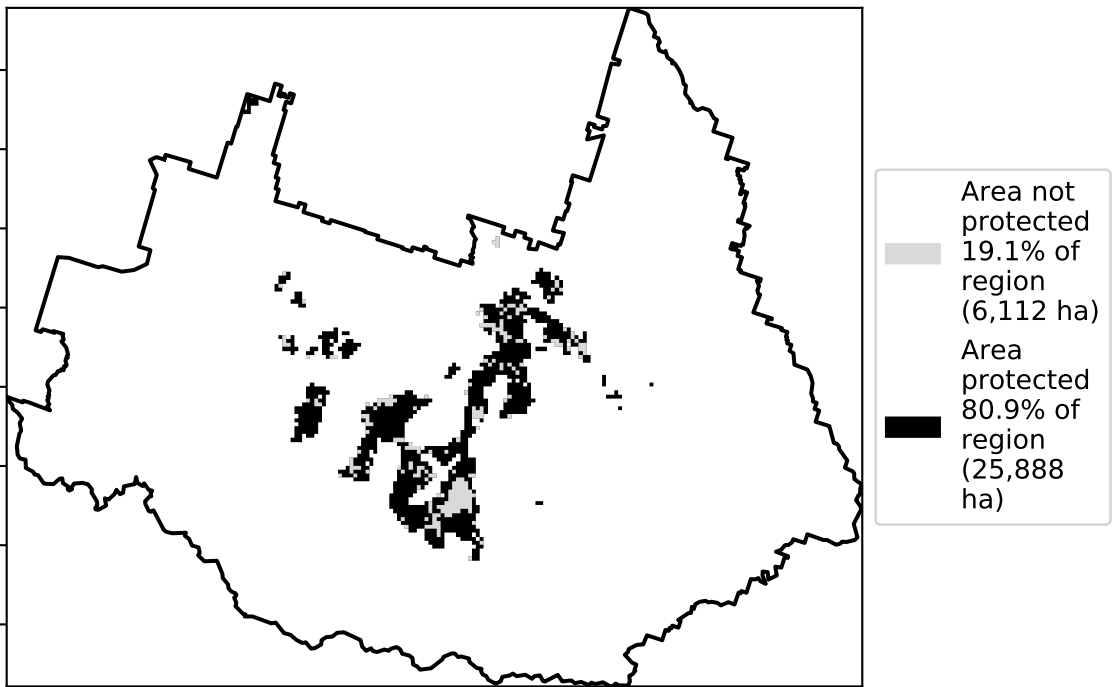 Area not
protected
19.1% of
region
(6,112 ha)
Area
protected
80.9% of
region
(25,888
ha)